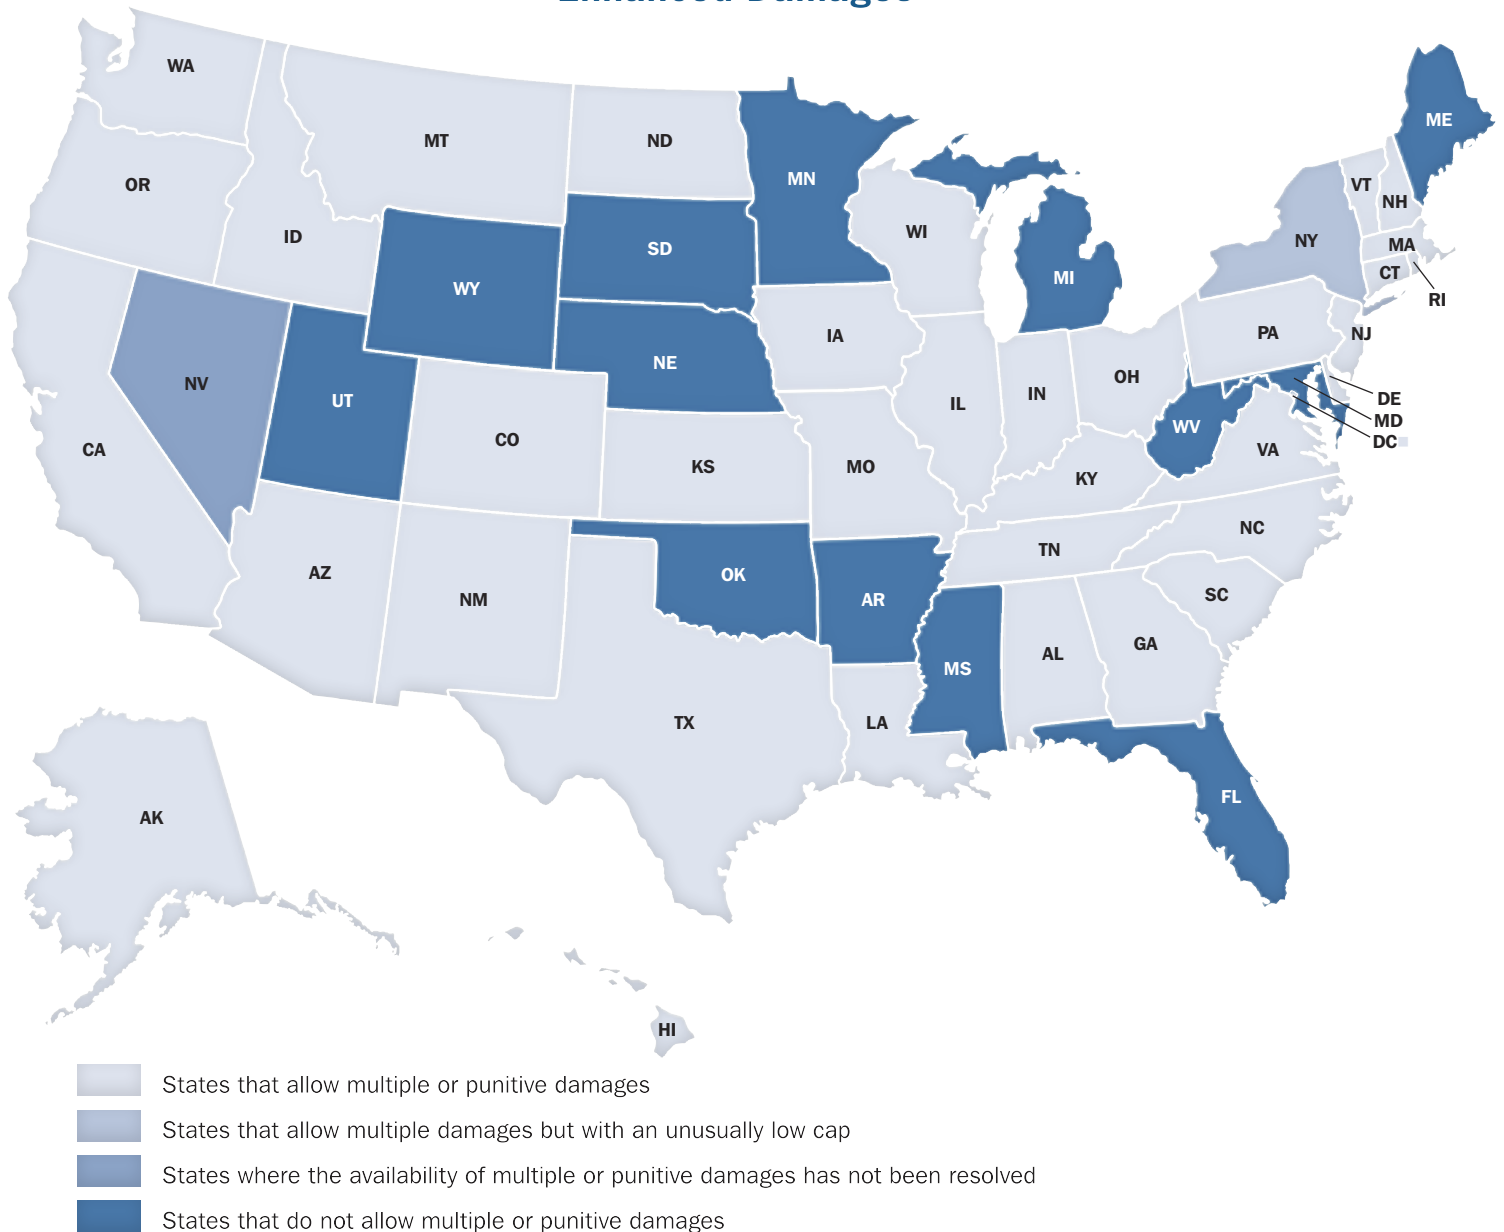 Enhanced Damages
WA
MT
ND
MN
ME
OR
ID
WY
SD
WI
MI
NY
VT
NH
MA
CT
RI
NV
UT
NE
IA
PA
NJ
CA
CO
KS
MO
IL
IN
OH
WV
VA
DE
MD
DC
KY
AZ
NM
OK
AR
TN
NC
SC
TX
LA
MS
AL
GA
FL
AK
HI
States that allow multiple or punitive damages
States that allow multiple damages but with an unusually low cap
States where the availability of multiple or punitive damages has not been resolved
States that do not allow multiple or punitive damages